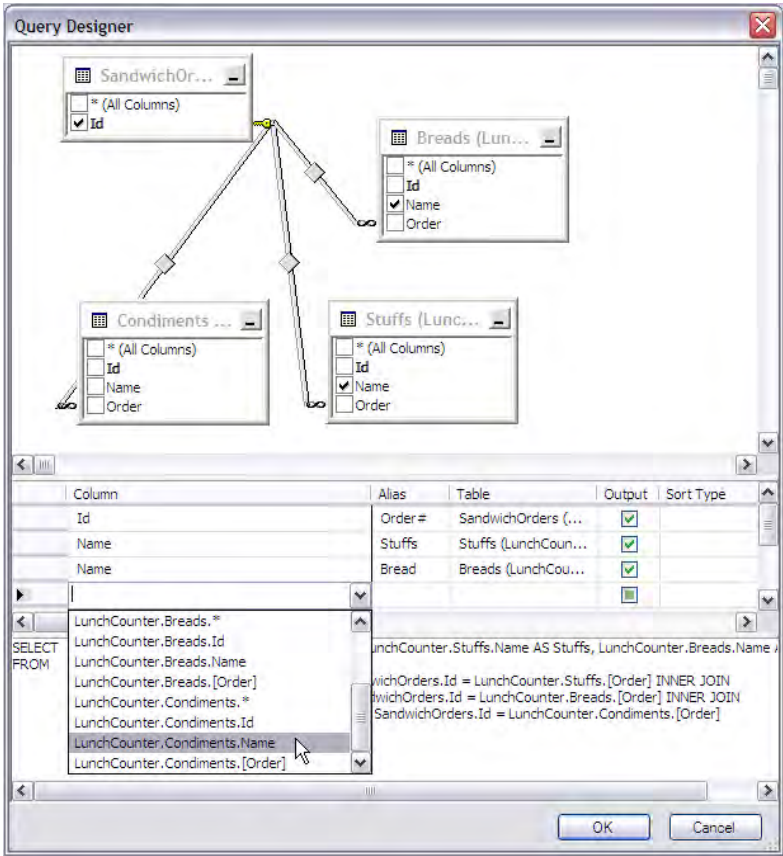 Query Designer
SandwichOr...
* (All Columns)
Id
Breads (Lun...
* (All Columns)
Id
Name
Order
Condiments ...
* (All Columns)
Id
Name
Order
Stuffs (Lunc...
* (All Columns)
Id
Name
Order
Column Alias Table Output Sort Type
Id Order# SandwichOrders (...
Name Stuffs Stuffs (LunchCoun...
Name Bread Breads (LunchCou...
LunchCounter.Breads.*
LunchCounter.Breads.Id
LunchCounter.Breads.Name
LunchCounter.Breads.[Order]
LunchCounter.Condiments.*
LunchCounter.Condiments.Id
LunchCounter.Condiments.Name
LunchCounter.Condiments.[Order]
SELECT unchCounter.Stuffs.Name AS Stuffs, LunchCounter.Breads.Name
FROM
wichOrders.Id = LunchCounter.Stuffs.[Order] INNER JOIN
wichOrders.Id = LunchCounter.Breads.[Order] INNER JOIN
SandwichOrders.Id = LunchCounter.Condiments.[Order]
OK Cancel